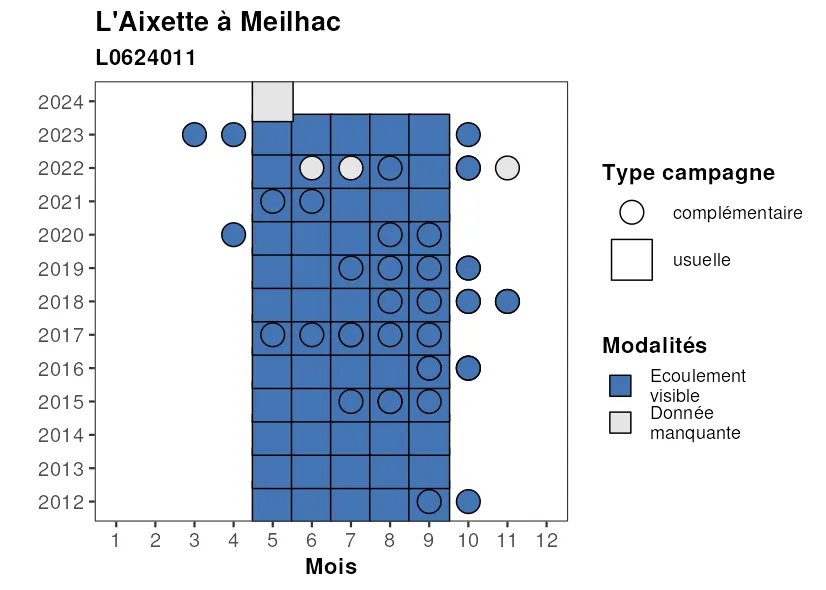 L'Aixette à Meilhac
L0624011
2024
2023
2022
2021
2020
2019
2018
2017
2016
2015
2014
2013
2012
1 2 3 4 5 6 7 8 9 10 11 12
Mois
Type campagne
complémentaire
usuelle
Modalités
Ecoulement
visible
Donnée
manquante